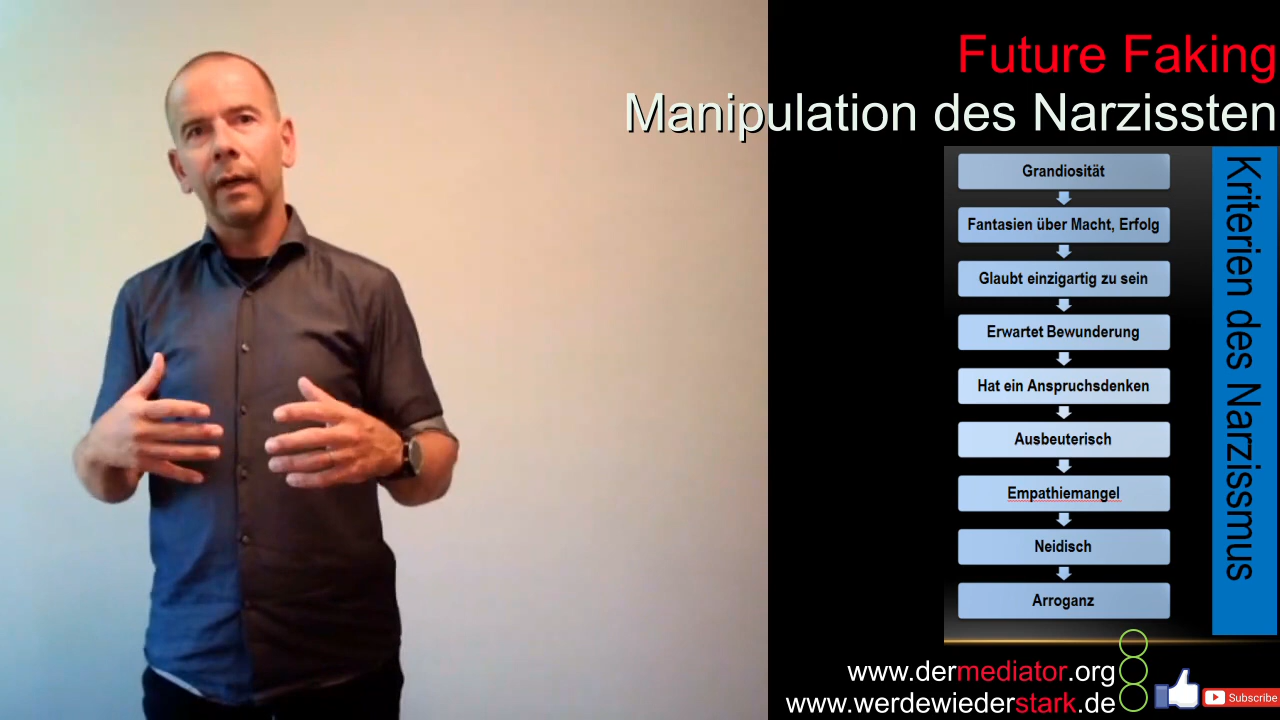 Future Faking
Manipulation des Narzissten
Grandiosität
Fantasien über Macht, Erfolg
Glaubt einzigartig zu sein
Erwartet Bewunderung
Hat ein Anspruchsdenken
Ausbeuterisch
Empathiemangel
Neidisch
Arroganz
Kriterien des Narzissmus
www.dermediator.org
www.werdewiederstark.de
Subscribe